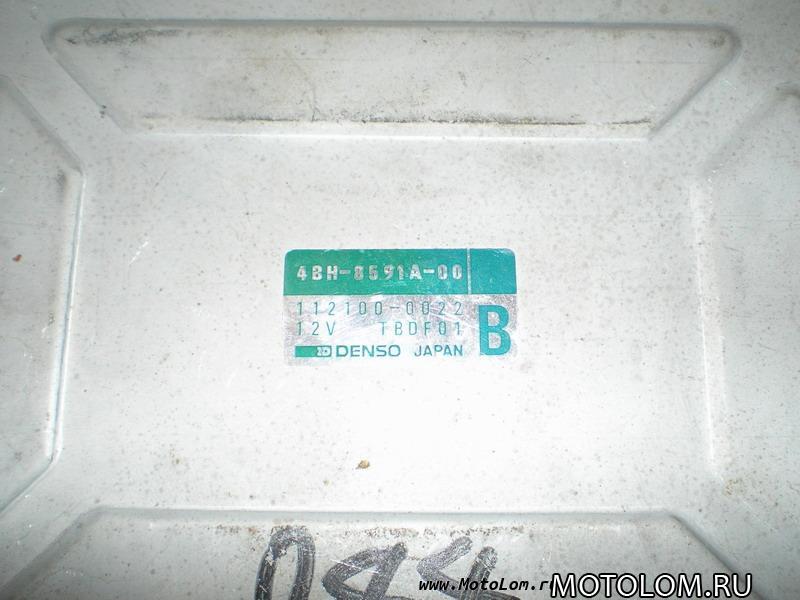 4BH-8591A-00
112100-0022
12V TBDF01 B
DENSO JAPAN
www.MotoLom.r
MOTOLOM.RU